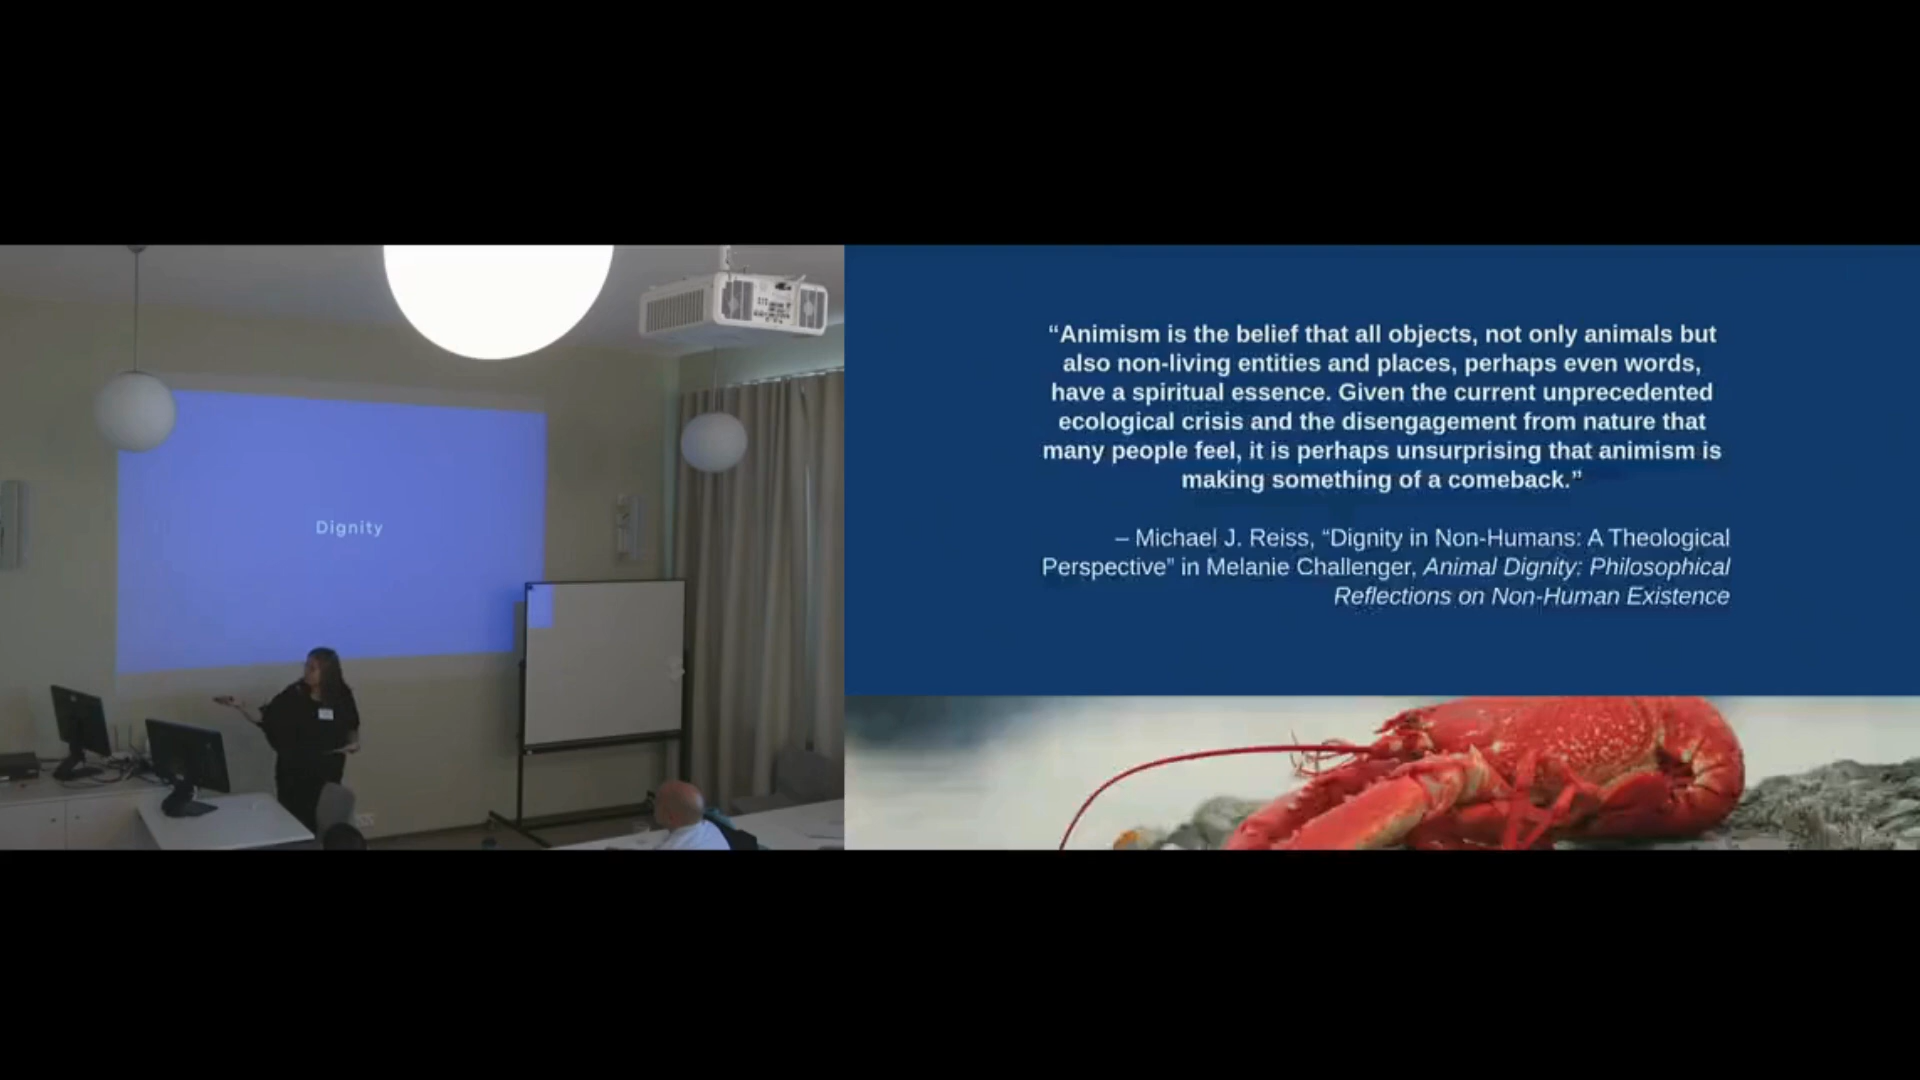 Dignity
“Animism is the belief that all objects, not only animals but
also non-living entities and places, perhaps even words,
have a spiritual essence. Given the current unprecedented
ecological crisis and the disengagement from nature that
many people feel, it is perhaps unsurprising that animism is
making something of a comeback.”
– Michael J. Reiss, “Dignity in Non-Humans: A Theological
Perspective” in Melanie Challenger, Animal Dignity: Philosophical
Reflections on Non-Human Existence